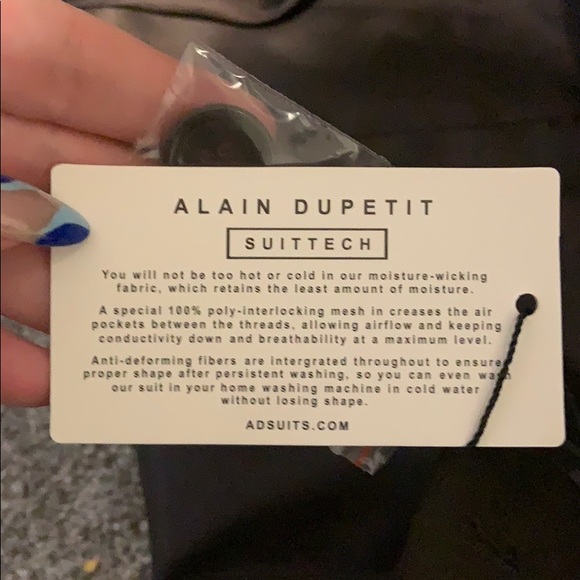 ALAIN DUPETIT
SUITTECH
You will not be too hot or cold in our moisture-wicking
fabric, which retains the least amount of moisture.
A special 100% poly-interlocking mesh in creases the air
pockets between the threads, allowing airflow and keeping
conductivity down and breathability at a maximum level.
Anti-deforming fibers are intergrated throughout to ensure
proper shape after persistent washing, so you can even wash
our suit in your home washing machine in cold water
without losing shape.
ADSUITS.COM